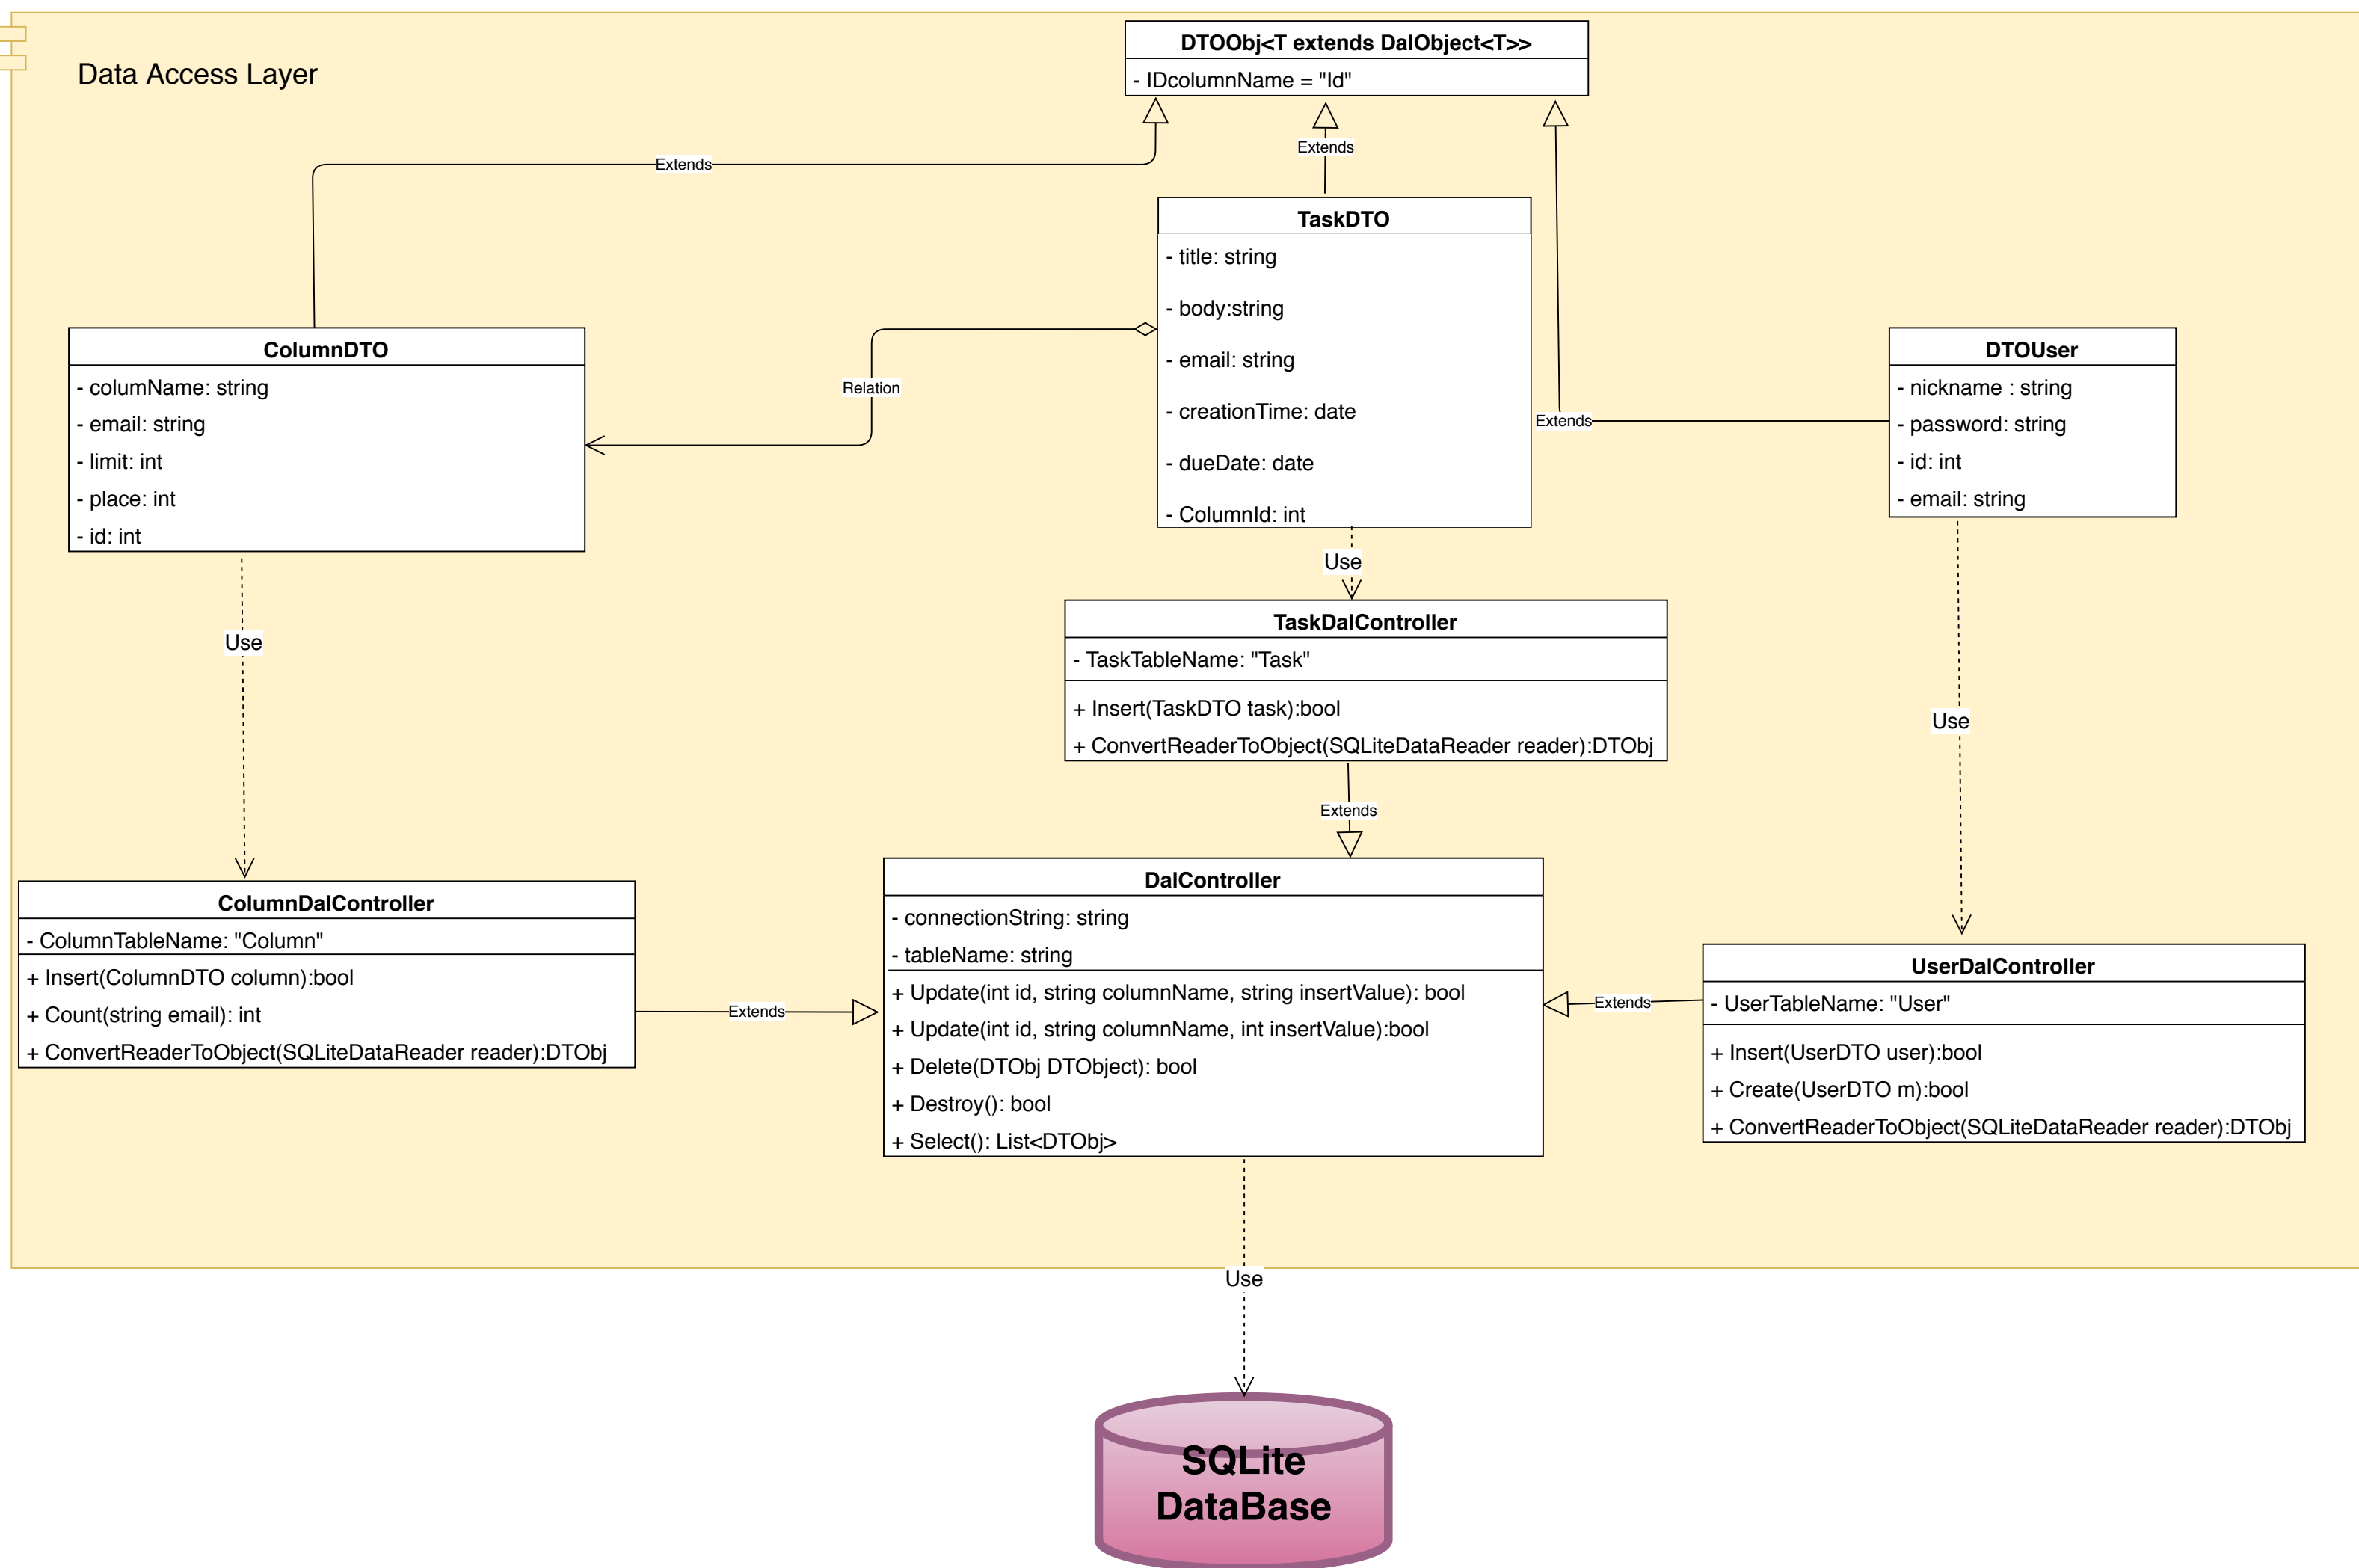 Data Access Layer
DTOObj<T extends DalObject<T>>
- IDcolumnName = "Id"
Extends
Extends
TaskDTO
- title: string
- body:string
- email: string
- creationTime: date
- dueDate: date
- ColumnId: int
Relation
Extends
ColumnDTO
- columName: string
- email: string
- limit: int
- place: int
- id: int
DTOUser
- nickname : string
- password: string
- id: int
- email: string
Use
Use
Use
TaskDalController
- TaskTableName: "Task"
+ Insert(TaskDTO task):bool
+ ConvertReaderToObject(SQLiteDataReader reader):DTObj
Extends
ColumnDalController
- ColumnTableName: "Column"
+ Insert(ColumnDTO column):bool
+ Count(string email): int
+ ConvertReaderToObject(SQLiteDataReader reader):DTObj
Extends
DalController
- connectionString: string
- tableName: string
+ Update(int id, string columnName, string insertValue): bool
+ Update(int id, string columnName, int insertValue):bool
+ Delete(DTObj DTObject): bool
+ Destroy(): bool
+ Select(): List<DTObj>
Extends
UserDalController
- UserTableName: "User"
+ Insert(UserDTO user):bool
+ Create(UserDTO m):bool
+ ConvertReaderToObject(SQLiteDataReader reader):DTObj
Use
SQLite
DataBase